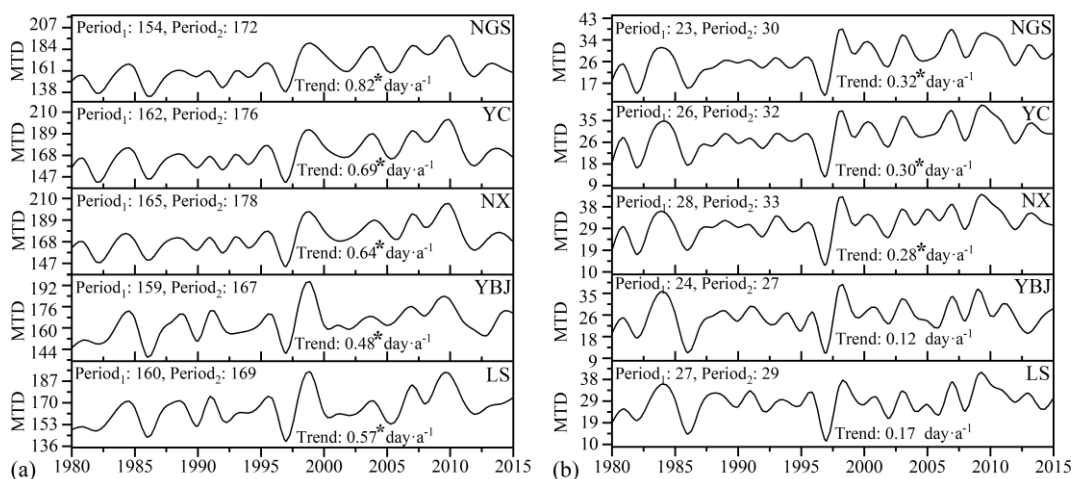 MTD
207
184
161
138
Period1: 154, Period2: 172
NGS
Trend: 0.82* day·a-1
MTD
210
189
168
147
Period1: 162, Period2: 176
YC
Trend: 0.69* day·a-1
MTD
210
189
168
147
Period1: 165, Period2: 178
NX
Trend: 0.64* day·a-1
MTD
192
176
160
144
Period1: 159, Period2: 167
YBJ
Trend: 0.48* day·a-1
MTD
187
170
153
136
Period1: 160, Period2: 169
LS
Trend: 0.57* day·a-1
(a)
1980 1985 1990 1995 2000 2005 2010 2015
MTD
43
34
26
17
Period1: 23, Period2: 30
NGS
Trend: 0.32* day·a-1
MTD
35
26
18
9
Period1: 26, Period2: 32
YC
Trend: 0.30* day·a-1
MTD
38
29
19
10
Period1: 28, Period2: 33
NX
Trend: 0.28* day·a-1
MTD
35
26
18
9
Period1: 24, Period2: 27
YBJ
Trend: 0.12 day·a-1
MTD
38
29
19
10
Period1: 27, Period2: 29
LS
Trend: 0.17 day·a-1
(b)
1980 1985 1990 1995 2000 2005 2010 2015